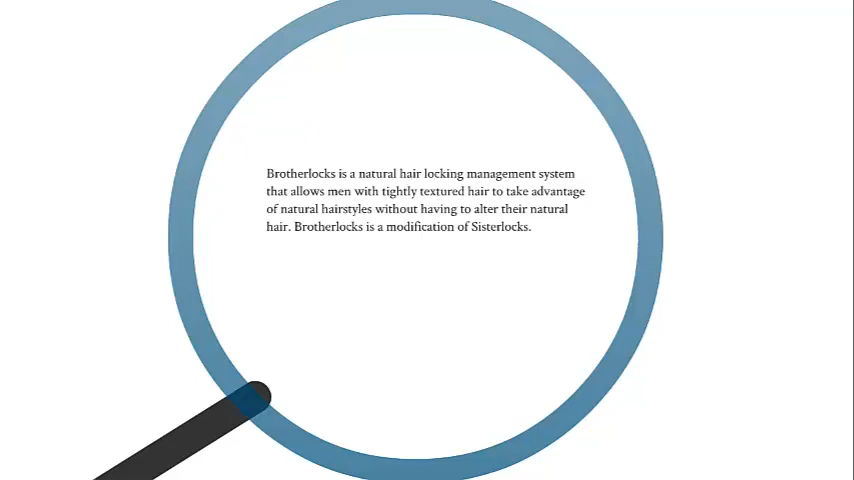 Brotherlocks is a natural hair locking management system
that allows men with tightly textured hair to take advantage
of natural hairstyles without having to alter their natural
hair. Brotherlocks is a modification of Sisterlocks.